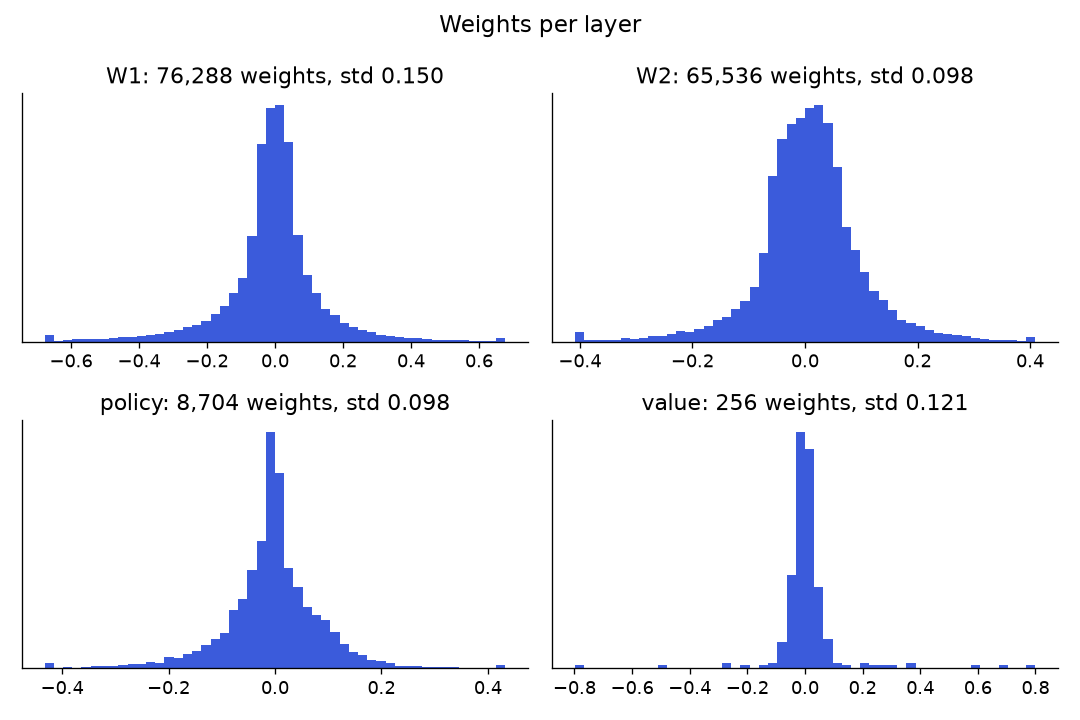 Weights per layer
W1: 76,288 weights, std 0.150
W2: 65,536 weights, std 0.098
−0.6 −0.4 −0.2 0.0 0.2 0.4 0.6
−0.4 −0.2 0.0 0.2 0.4
policy: 8,704 weights, std 0.098
value: 256 weights, std 0.121
−0.4 −0.2 0.0 0.2 0.4
−0.8 −0.6 −0.4 −0.2 0.0 0.2 0.4 0.6 0.8